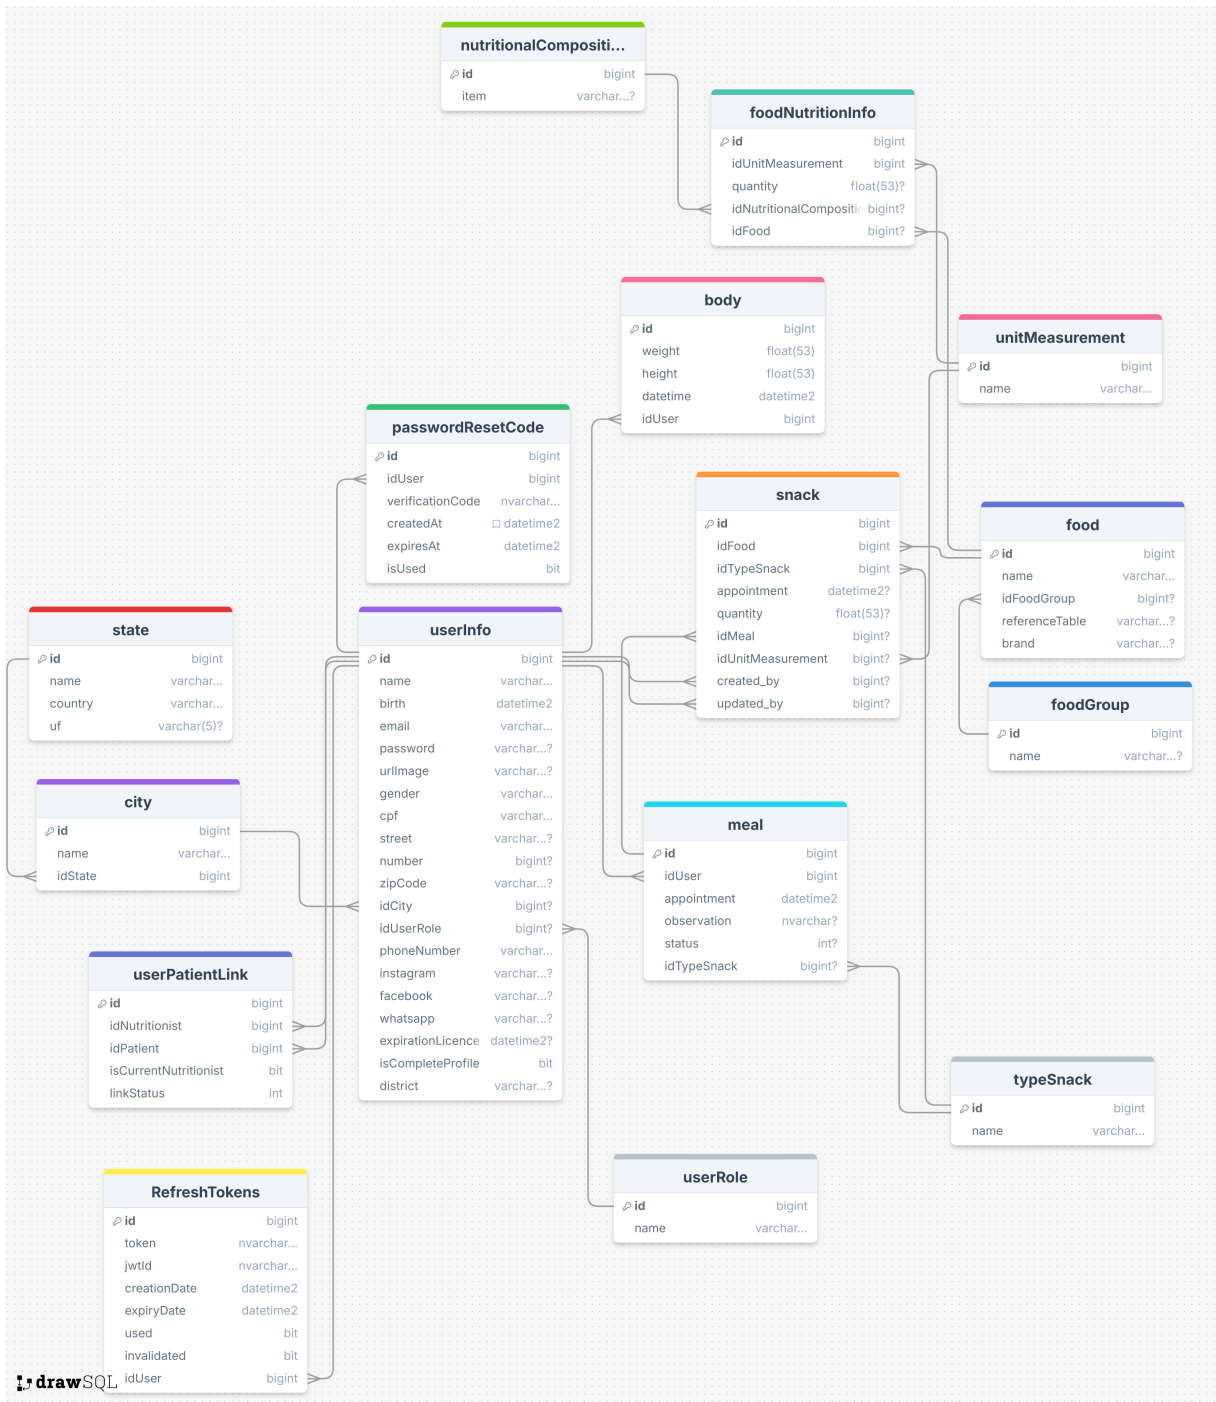 nutritionalCompositi...
id bigint
item varchar...?
foodNutritionInfo
id bigint
idUnitMeasurement bigint
quantity float(53)?
idNutritionalCompositi bigint?
idFood bigint?
body
id bigint
weight float(53)
height float(53)
datetime datetime2
idUser bigint
unitMeasurement
id bigint
name varchar...
passwordResetCode
id bigint
idUser bigint
verificationCode nvarchar...
createdAt datetime2
expiresAt datetime2
isUsed bit
snack
id bigint
idFood bigint
idTypeSnack bigint
appointment datetime2?
quantity float(53)?
idMeal bigint?
idUnitMeasurement bigint?
created_by bigint?
updated_by bigint?
food
id bigint
name varchar...
idFoodGroup bigint?
referenceTable varchar...?
brand varchar...?
state
id bigint
name varchar...
country varchar...
uf varchar(5)?
userInfo
id bigint
name varchar...
birth datetime2
email varchar...
password varchar...?
urlImage varchar...?
gender varchar...
cpf varchar...
street varchar...?
number bigint?
zipCode varchar...?
idCity bigint?
idUserRole bigint?
phoneNumber varchar...
instagram varchar...?
facebook varchar...?
whatsapp varchar...?
expirationLicence datetime2?
isCompleteProfile bit
district varchar...?
foodGroup
id bigint
name varchar...?
city
id bigint
name varchar...
idState bigint
meal
id bigint
idUser bigint
appointment datetime2
observation nvarchar?
status int?
idTypeSnack bigint?
userPatientLink
id bigint
idNutritionist bigint
idPatient bigint
isCurrentNutritionist bit
linkStatus int
typeSnack
id bigint
name varchar...
userRole
id bigint
name varchar...
RefreshTokens
id bigint
token nvarchar...
jwtId nvarchar...
creationDate datetime2
expiryDate datetime2
used bit
invalidated bit
idUser bigint
drawSQL